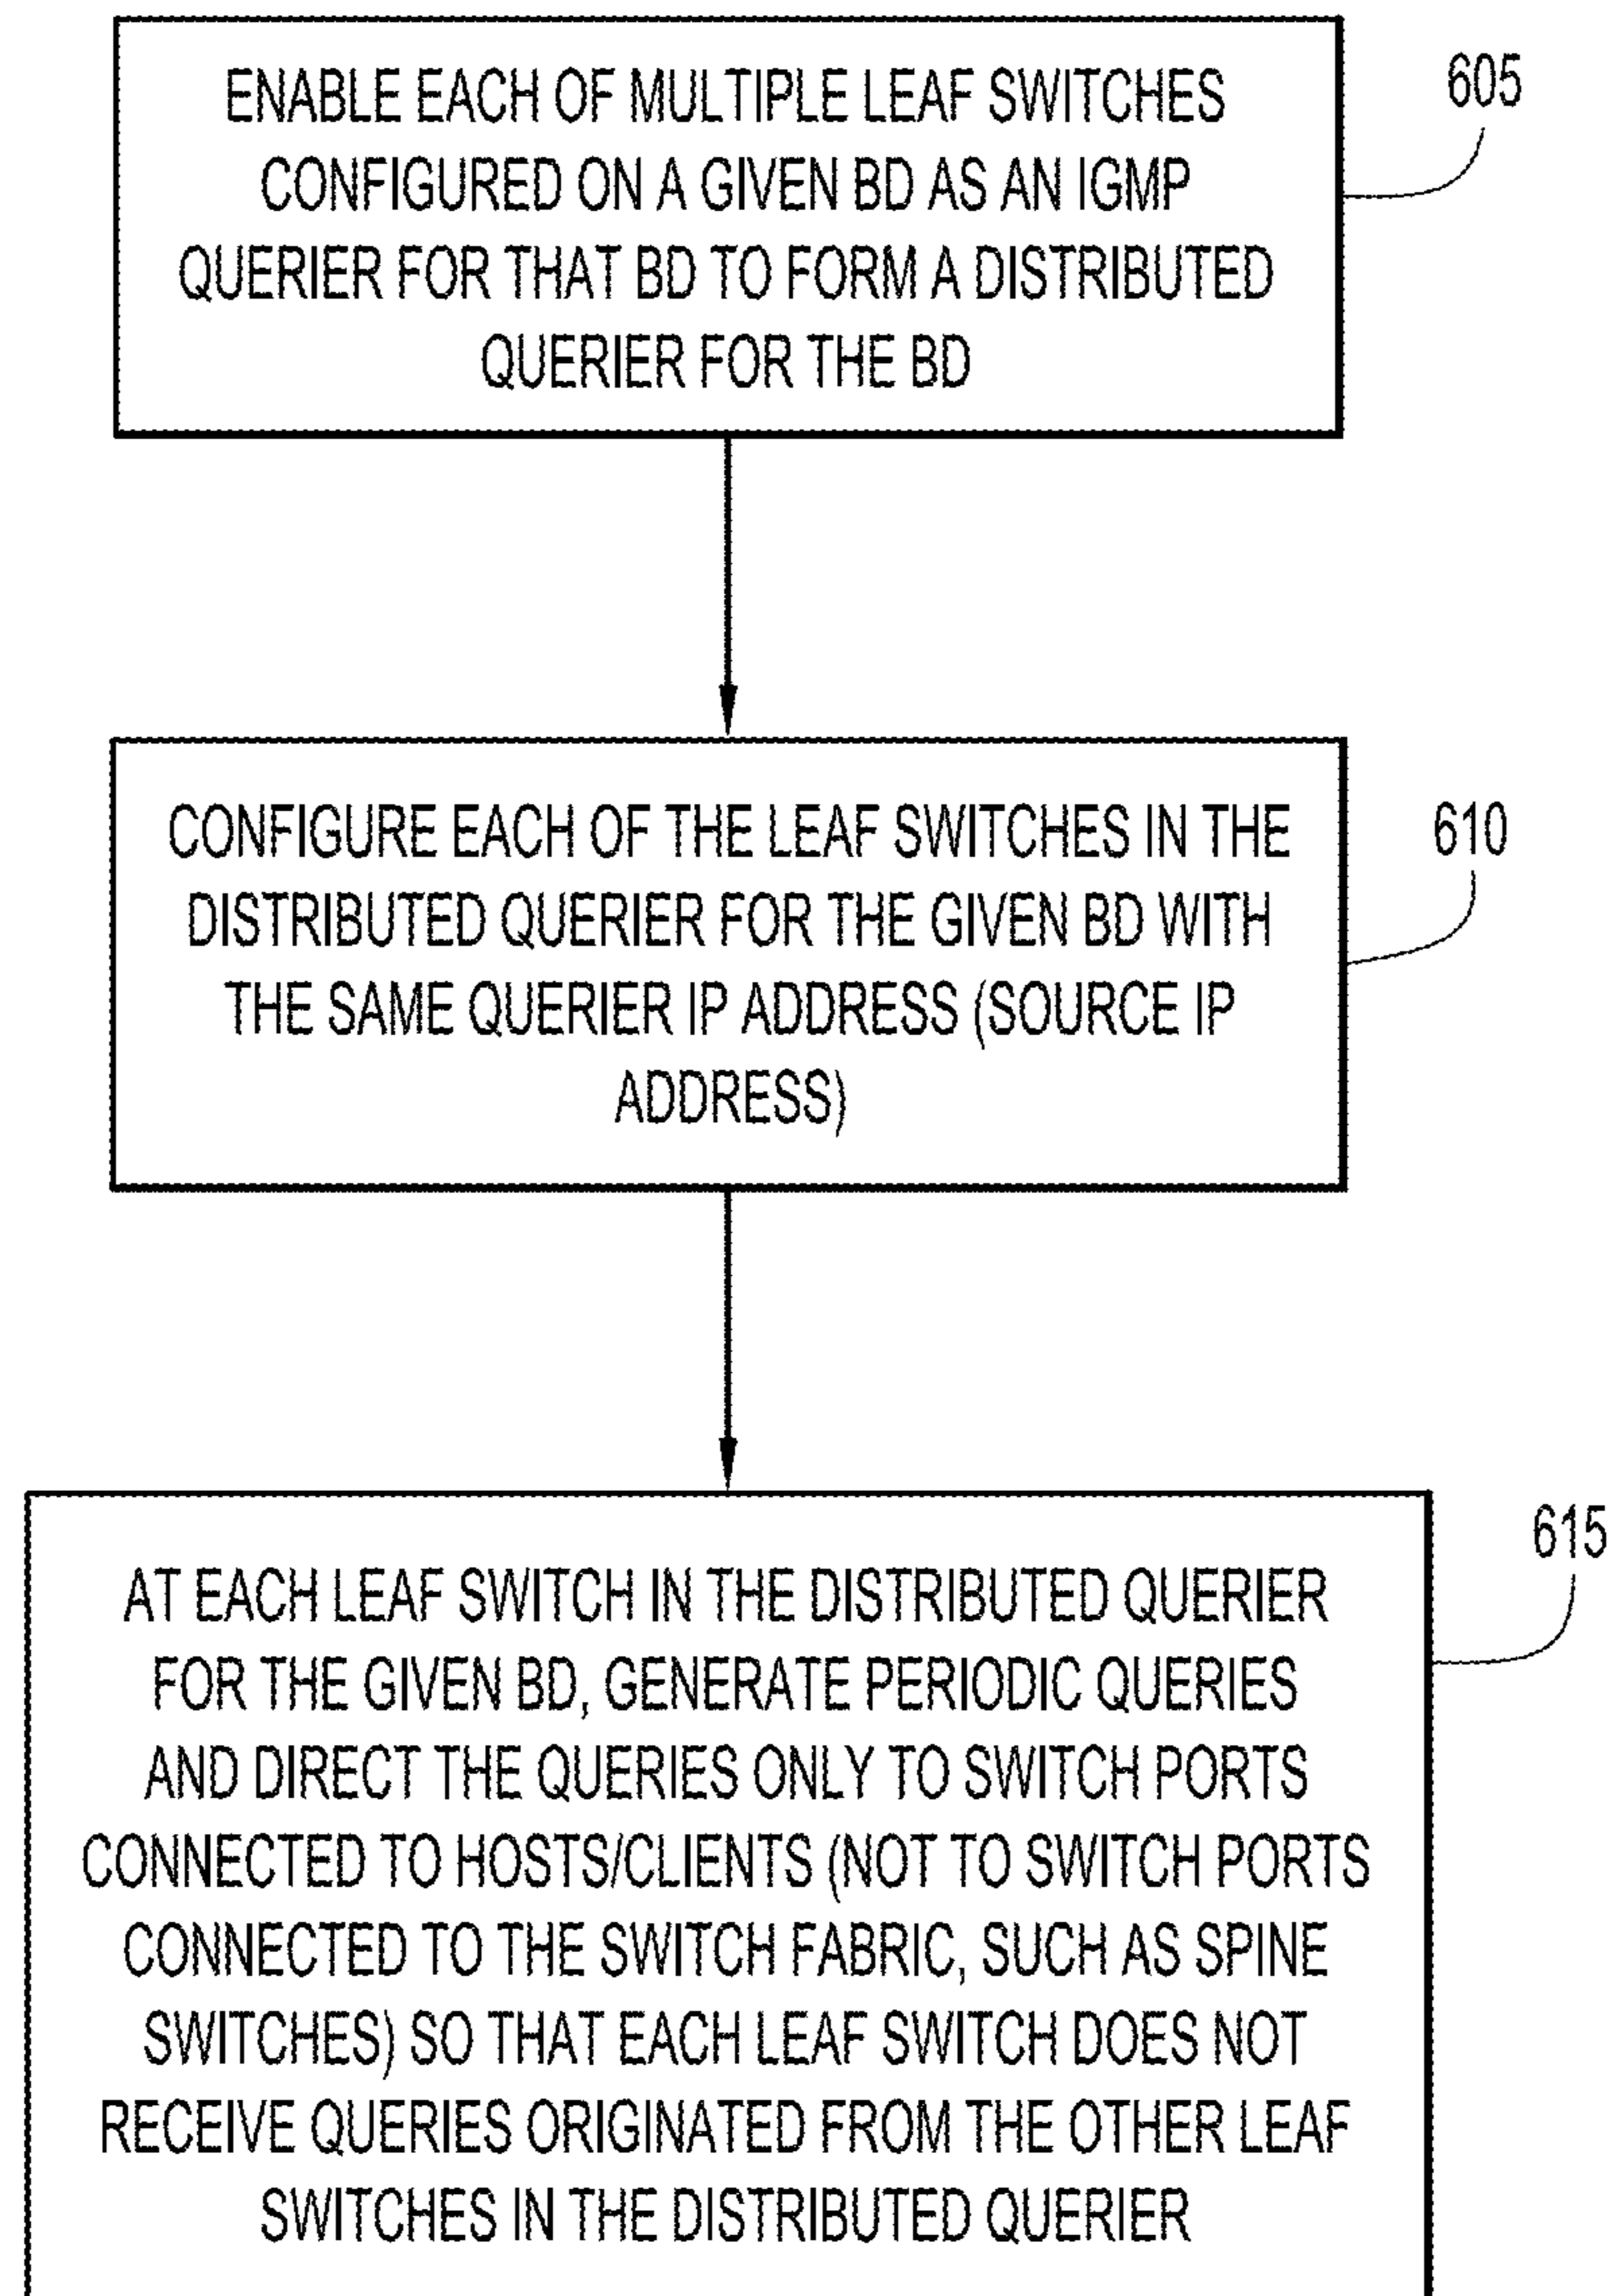 ENABLE EACH OF MULTIPLE LEAF SWITCHES
CONFIGURED ON A GIVEN BD AS AN IGMP
QUERIER FOR THAT BD TO FORM A DISTRIBUTED
QUERIER FOR THE BD
605
CONFIGURE EACH OF THE LEAF SWITCHES IN THE
DISTRIBUTED QUERIER FOR THE GIVEN BD WITH
THE SAME QUERIER IP ADDRESS (SOURCE IP
ADDRESS)
610
AT EACH LEAF SWITCH IN THE DISTRIBUTED QUERIER
FOR THE GIVEN BD, GENERATE PERIODIC QUERIES
AND DIRECT THE QUERIES ONLY TO SWITCH PORTS
CONNECTED TO HOSTS/CLIENTS (NOT TO SWITCH PORTS
CONNECTED TO THE SWITCH FABRIC, SUCH AS SPINE
SWITCHES) SO THAT EACH LEAF SWITCH DOES NOT
RECEIVE QUERIES ORIGINATED FROM THE OTHER LEAF
SWITCHES IN THE DISTRIBUTED QUERIER
615